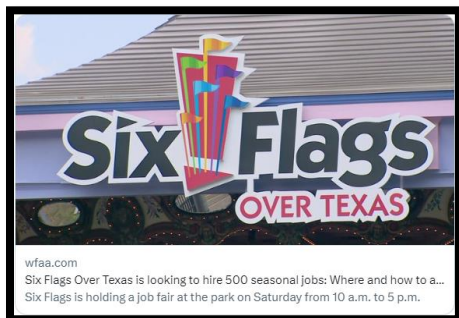 Six Flags
OVER TEXAS
wfaa.com
Six Flags Over Texas is looking to hire 500 seasonal jobs: Where and how to a...
Six Flags is holding a job fair at the park on Saturday from 10 a.m. to 5 p.m.